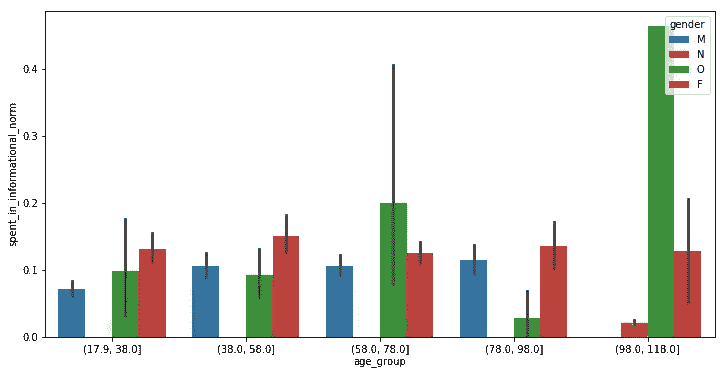 gender
M
N
O
F
spent_in_informational_norm
0.4
0.3
0.2
0.1
0.0
(17.9, 38.0]
(38.0, 58.0]
(58.0, 78.0]
(78.0, 98.0]
(98.0, 118.0]
age_group